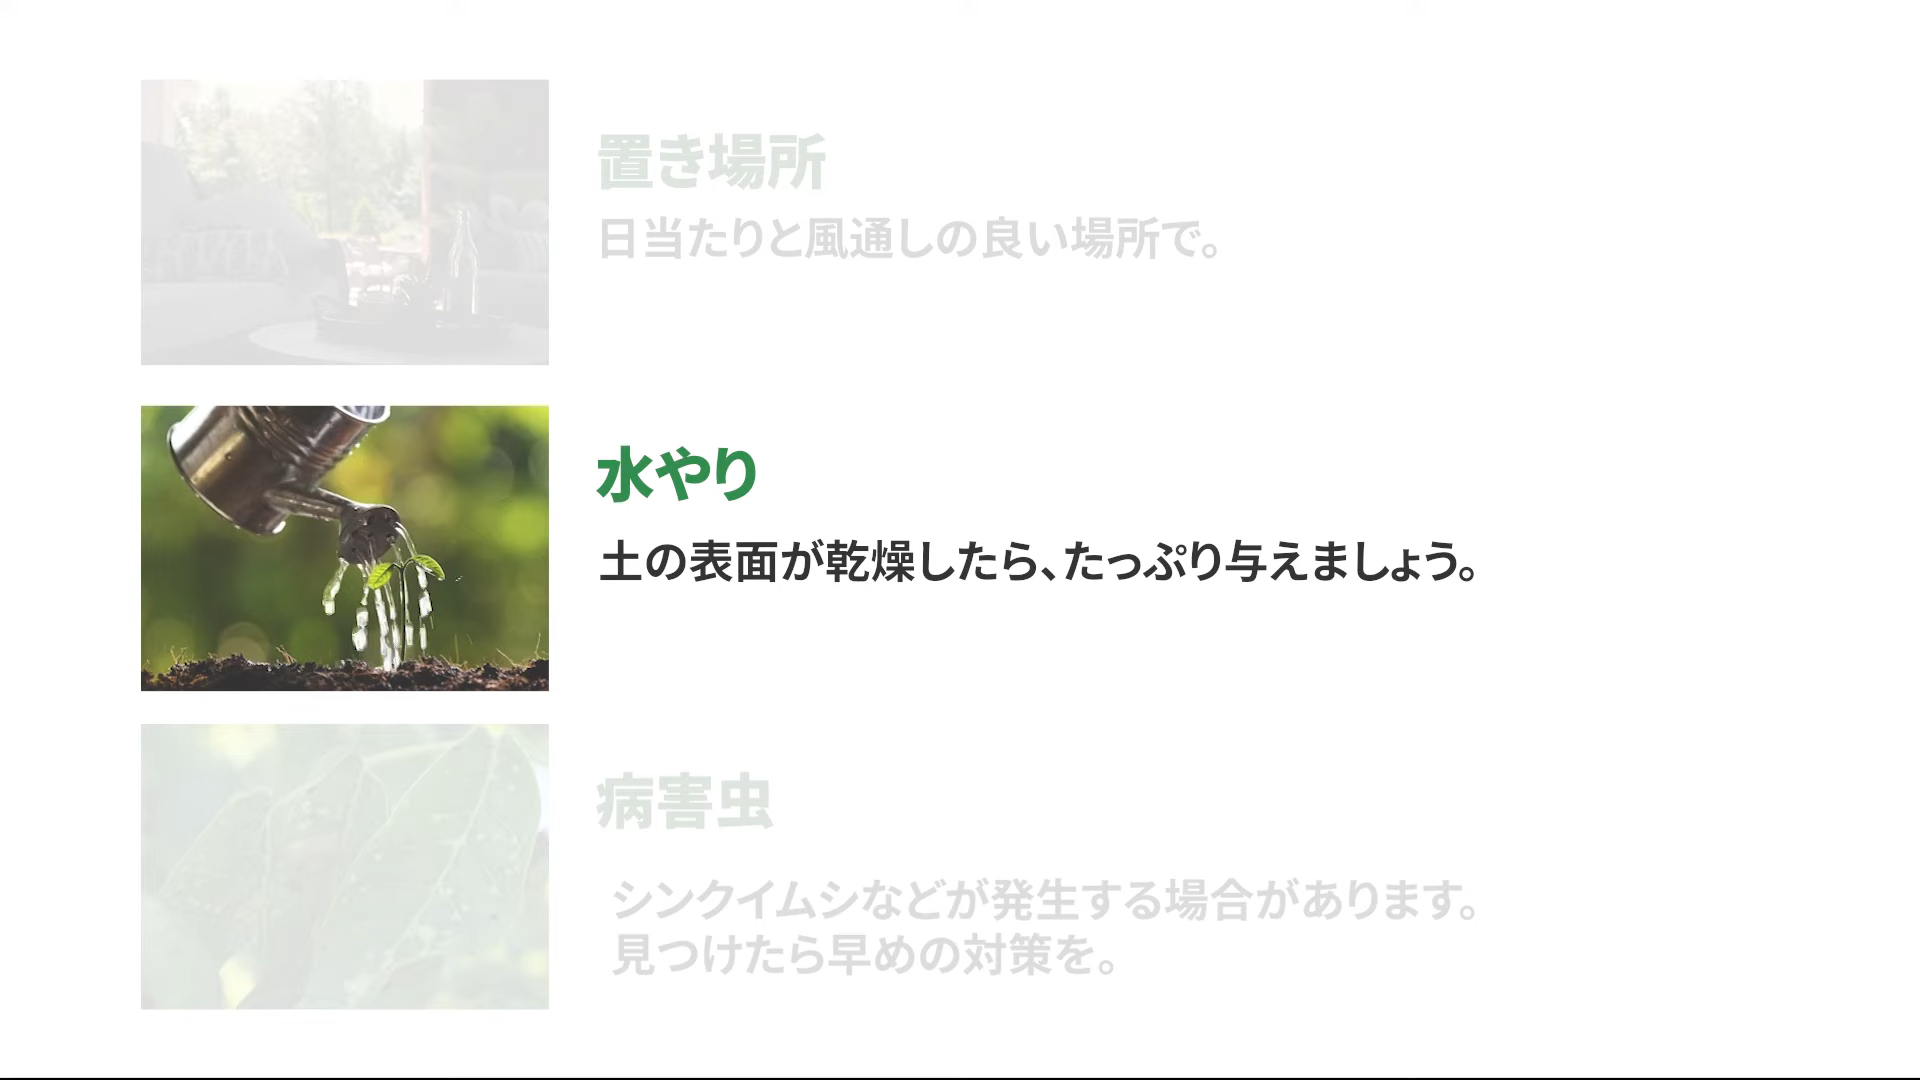 置き場所
日当たりと風通しの良い場所で。
水やり
土の表面が乾燥したら、たっぷり与えましょう。
病害虫
シンクイムシなどが発生する場合があります。
見つけたら早めの対策を。